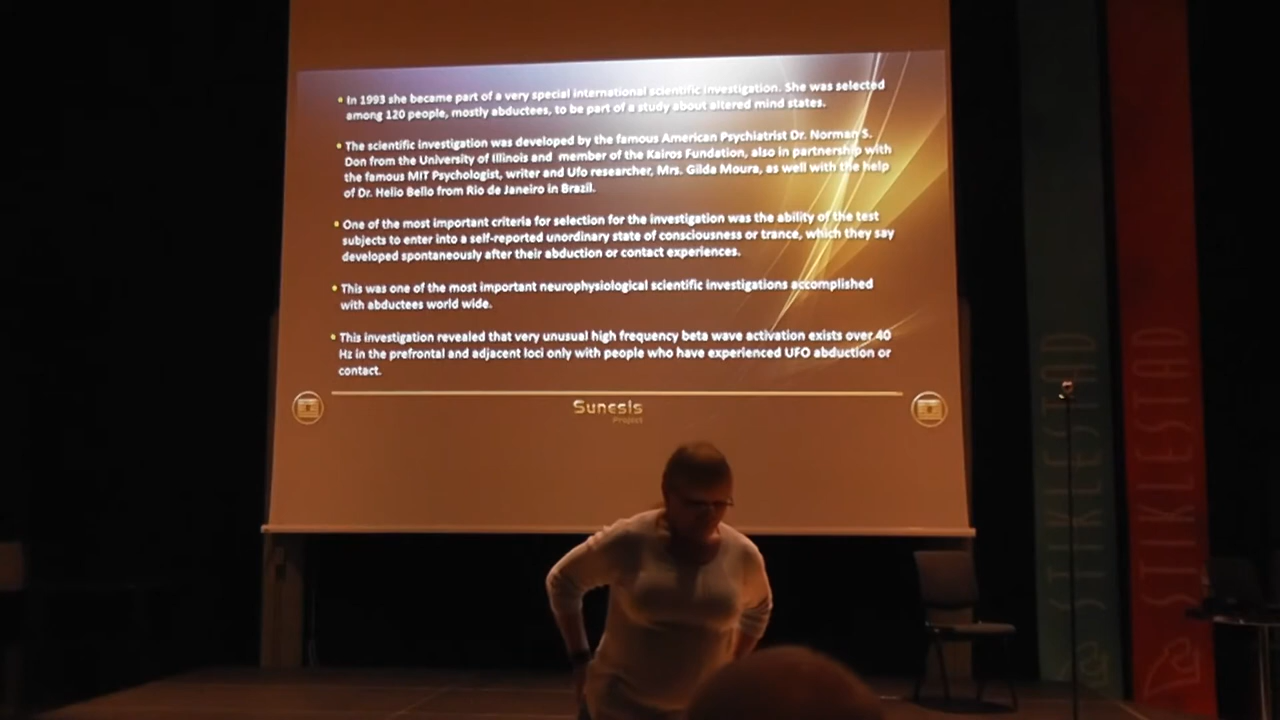 • In 1993 she became part of a very special international scientific investigation. She was selected
among 120 people, mostly abductees, to be part of a study about altered mind states.
• The scientific investigation was developed by the famous American Psychiatrist Dr. Norman S.
Don from the University of Illinois and member of the Kairos Foundation, also in partnership with
the famous MIT Psychologist, writer and Ufo researcher, Mrs. Gilda Moura, as well with the help
of Dr. Helio Bello from Rio de Janeiro in Brazil.
• One of the most important criteria for selection for the investigation was the ability of the test
subjects to enter into a self-reported unordinary state of consciousness or trance, which they say
developed spontaneously after their abduction or contact experiences.
• This was one of the most important neurophysiological scientific investigations accomplished
with abductees world wide.
• This investigation revealed that very unusual high frequency beta wave activation exists over 40
Hz in the prefrontal and adjacent loci only with people who have experienced UFO abduction or
contact.
Sunesis
Project
STIKLESTAD
STIKLESTAD